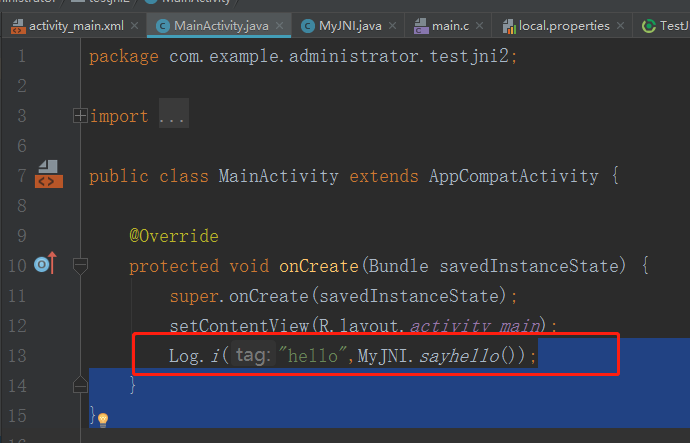 testjni2
MainActivity
activity_main.xml
MainActivity.java
MyJNI.java
main.c
local.properties
TestJ
1 package com.example.administrator.testjni2;
2
3 import ...
6
7 public class MainActivity extends AppCompatActivity {
8
9 @Override
10 protected void onCreate(Bundle savedInstanceState) {
11 super.onCreate(savedInstanceState);
12 setContentView(R.layout.activity_main);
13 Log.i( tag: "hello",MyJNI.sayhello());
14 }
15 }